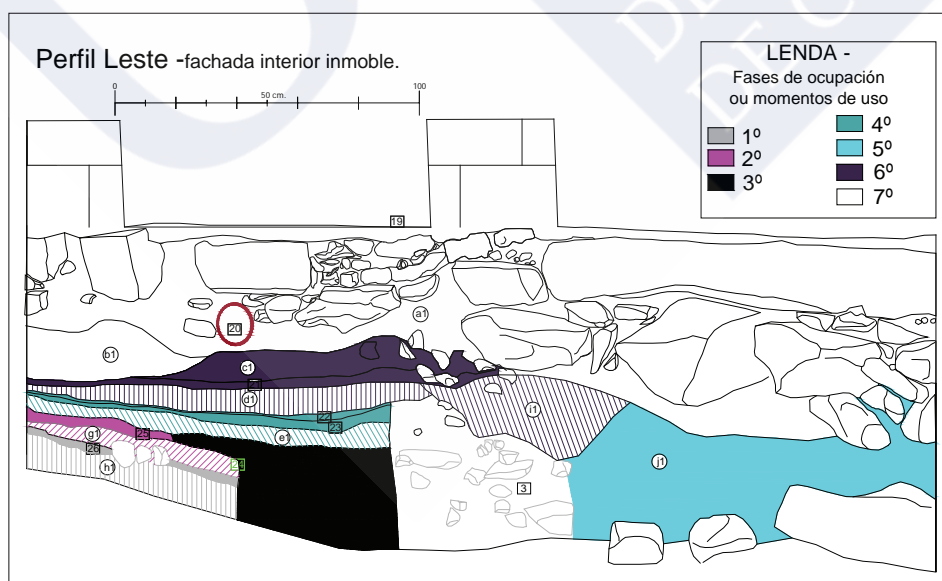 Perfil Leste -fachada interior inmoble.
0 50 cm. 100
LENDA -
Fases de ocupación
ou momentos de uso
1º
2º
3º
4º
5º
6º
7º
19
20
a1
b1
c1
d1
22
23
e1
g1
25
26
h1
24
i1
3
j1